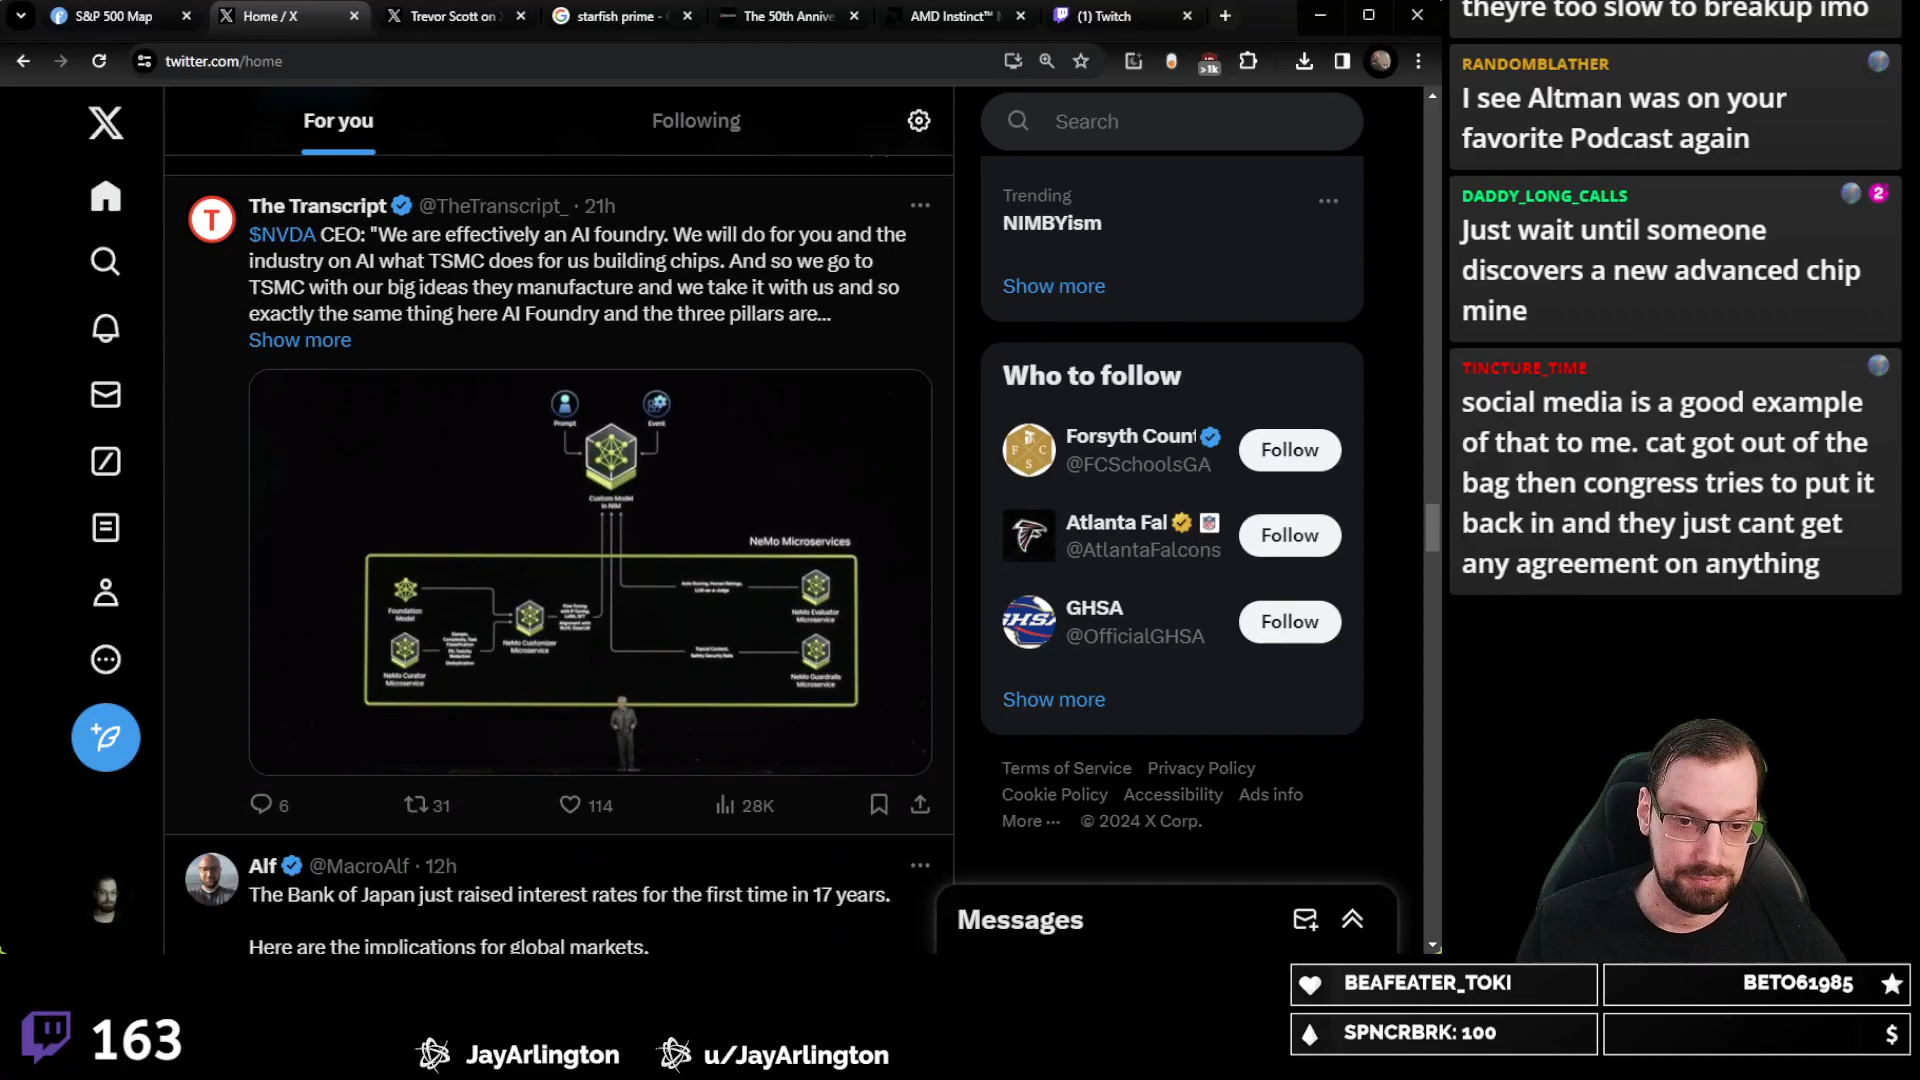 S&P 500 Map
Home / X
Trevor Scott on
starfish prime -
The 50th Annive
AMD Instinct™
(1) Twitch
twitter.com/home
>1k
For you
Following
Search
The Transcript @TheTranscript_ · 21h
$NVDA CEO: "We are effectively an AI foundry. We will do for you and the
industry on AI what TSMC does for us building chips. And so we go to
TSMC with our big ideas they manufacture and we take it with us and so
exactly the same thing here AI Foundry and the three pillars are...
Show more
Prompt
Event
Custom Model
in NIM
NeMo Microservices
Foundation
Model
NeMo Curator
Microservice
NeMo Customizer
Microservice
NeMo Evaluator
Microservice
NeMo Guardrails
Microservice
6
31
114
28K
Alf @MacroAlf · 12h
The Bank of Japan just raised interest rates for the first time in 17 years.
Here are the implications for global markets.
Trending
NIMBYism
Show more
Who to follow
Forsyth Coun
@FCSchoolsGA
Follow
Atlanta Fal
@AtlantaFalcons
Follow
GHSA
@OfficialGHSA
Follow
Show more
Terms of Service Privacy Policy
Cookie Policy Accessibility Ads info
More ··· © 2024 X Corp.
Messages
theyre too slow to breakup imo
RANDOMBLATHER
I see Altman was on your
favorite Podcast again
DADDY_LONG_CALLS
2
Just wait until someone
discovers a new advanced chip
mine
TINCTURE_TIME
social media is a good example
of that to me. cat got out of the
bag then congress tries to put it
back in and they just cant get
any agreement on anything
BEAFEATER_TOKI
BETO61985
SPNCRBRK: 100
$
163
JayArlington
u/JayArlington